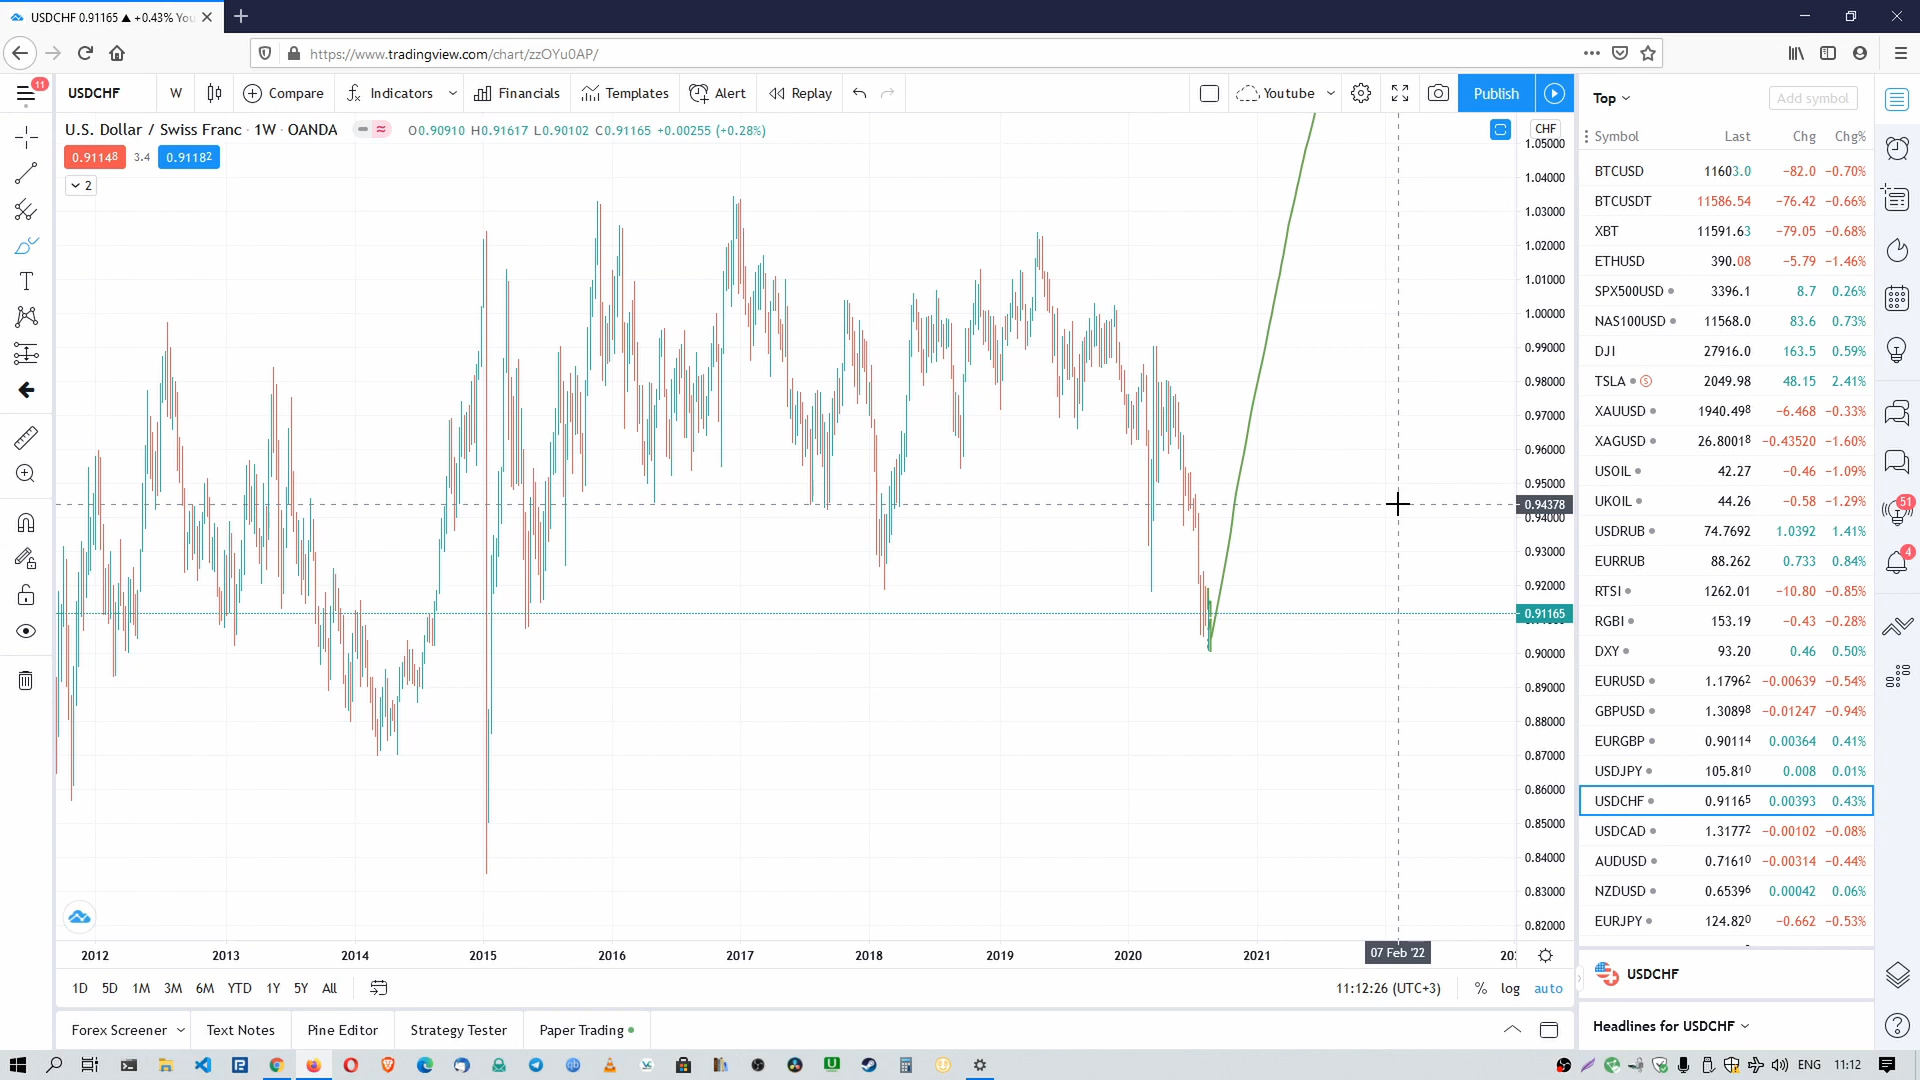 USDCHF 0.91165 ▲ +0.43% You
https://www.tradingview.com/chart/zzOYu0AP/
11
USDCHF
W
Compare
Indicators
Financials
Templates
Alert
Replay
Youtube
Publish
U.S. Dollar / Swiss Franc · 1W · OANDA
O0.90910 H0.91617 L0.90102 C0.91165 +0.00255 (+0.28%)
0.91148 3.4 0.91182
2
CHF
1.05000
1.04000
1.03000
1.02000
1.01000
1.00000
0.99000
0.98000
0.97000
0.96000
0.95000
0.94378
0.94000
0.93000
0.92000
0.91165
0.90000
0.89000
0.88000
0.87000
0.86000
0.85000
0.84000
0.83000
0.82000
2012 2013 2014 2015 2016 2017 2018 2019 2020 2021 07 Feb '22
1D 5D 1M 3M 6M YTD 1Y 5Y All
11:12:26 (UTC+3) % log auto
Forex Screener Text Notes Pine Editor Strategy Tester Paper Trading
Top
Add symbol
Symbol Last Chg Chg%
BTCUSD 11603.0 −82.0 −0.70%
BTCUSDT 11586.54 −76.42 −0.66%
XBT 11591.63 −79.05 −0.68%
ETHUSD 390.08 −5.79 −1.46%
SPX500USD 3396.1 8.7 0.26%
NAS100USD 11568.0 83.6 0.73%
DJI 27916.0 163.5 0.59%
TSLA S 2049.98 48.15 2.41%
XAUUSD 1940.498 −6.468 −0.33%
XAGUSD 26.80018 −0.43520 −1.60%
USOIL 42.27 −0.46 −1.09%
UKOIL 44.26 −0.58 −1.29%
USDRUB 74.7692 1.0392 1.41%
EURRUB 88.262 0.733 0.84%
RTSI 1262.01 −10.80 −0.85%
RGBI 153.19 −0.43 −0.28%
DXY 93.20 0.46 0.50%
EURUSD 1.17962 −0.00639 −0.54%
GBPUSD 1.30898 −0.01247 −0.94%
EURGBP 0.90114 0.00364 0.41%
USDJPY 105.810 0.008 0.01%
USDCHF 0.91165 0.00393 0.43%
USDCAD 1.31772 −0.00102 −0.08%
AUDUSD 0.71610 −0.00314 −0.44%
NZDUSD 0.65396 0.00042 0.06%
EURJPY 124.820 −0.662 −0.53%
USDCHF
Headlines for USDCHF
51
4
ENG 11:12